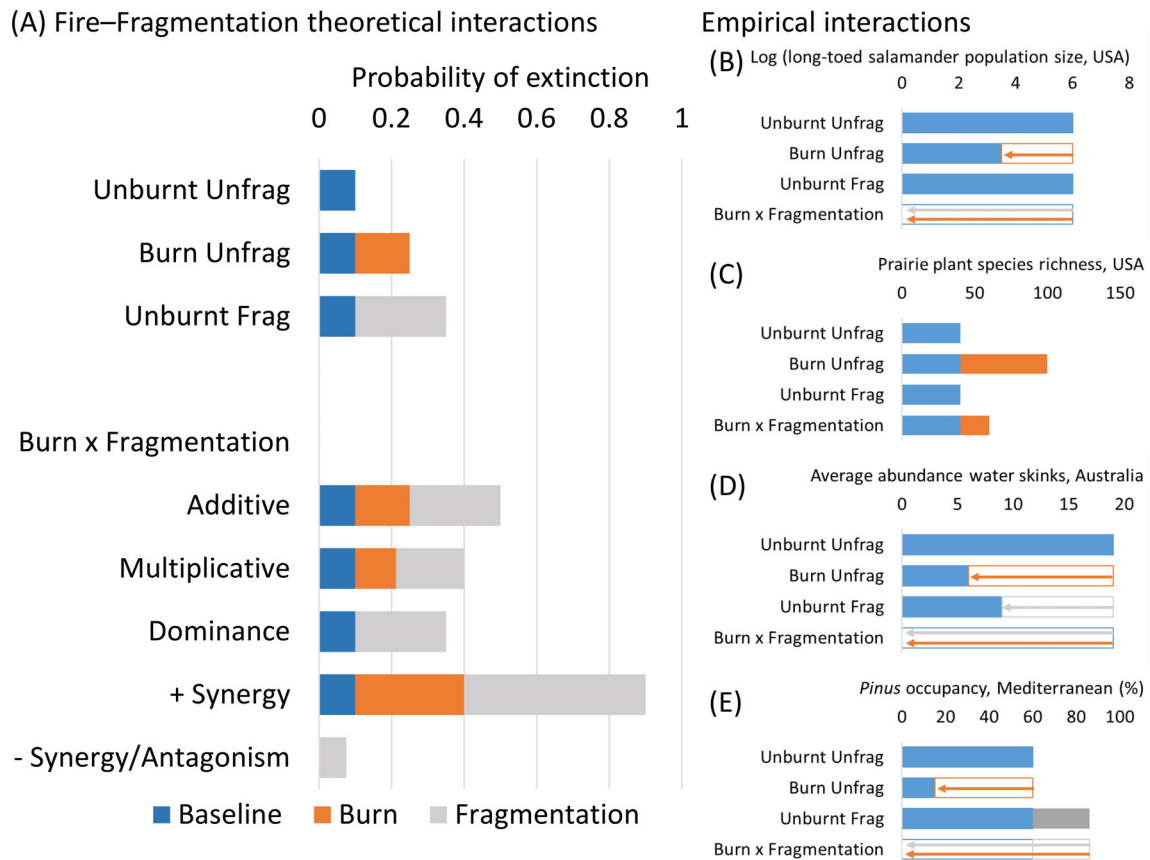 (A) Fire–Fragmentation theoretical interactions
Probability of extinction
0 0.2 0.4 0.6 0.8 1
Unburnt Unfrag
Burn Unfrag
Unburnt Frag
Burn x Fragmentation
Additive
Multiplicative
Dominance
+ Synergy
- Synergy/Antagonism
Baseline Burn Fragmentation
Empirical interactions
(B) Log (long-toed salamander population size, USA)
0 2 4 6 8
Unburnt Unfrag
Burn Unfrag
Unburnt Frag
Burn x Fragmentation
(C) Prairie plant species richness, USA
0 50 100 150
Unburnt Unfrag
Burn Unfrag
Unburnt Frag
Burn x Fragmentation
(D) Average abundance water skinks, Australia
0 5 10 15 20
Unburnt Unfrag
Burn Unfrag
Unburnt Frag
Burn x Fragmentation
(E) Pinus occupancy, Mediterranean (%)
0 20 40 60 80 100
Unburnt Unfrag
Burn Unfrag
Unburnt Frag
Burn x Fragmentation